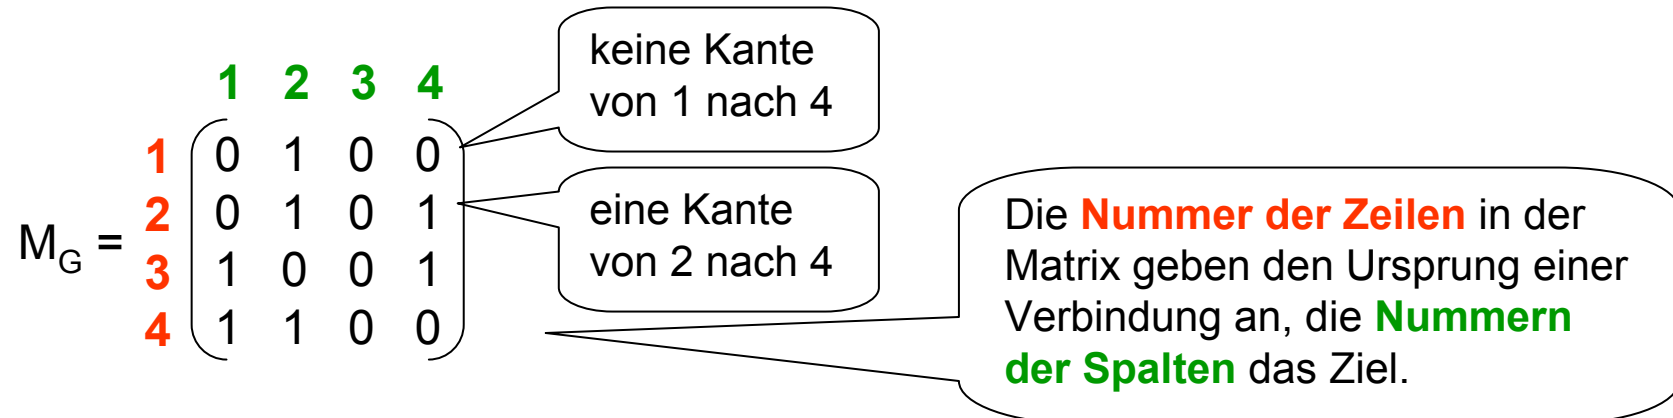 keine Kante
von 1 nach 4
1 2 3 4
1 0 1 0 0
2 0 1 0 1
M_G =
3 1 0 0 1
4 1 1 0 0
eine Kante
von 2 nach 4
Die Nummer der Zeilen in der
Matrix geben den Ursprung einer
Verbindung an, die Nummern
der Spalten das Ziel.